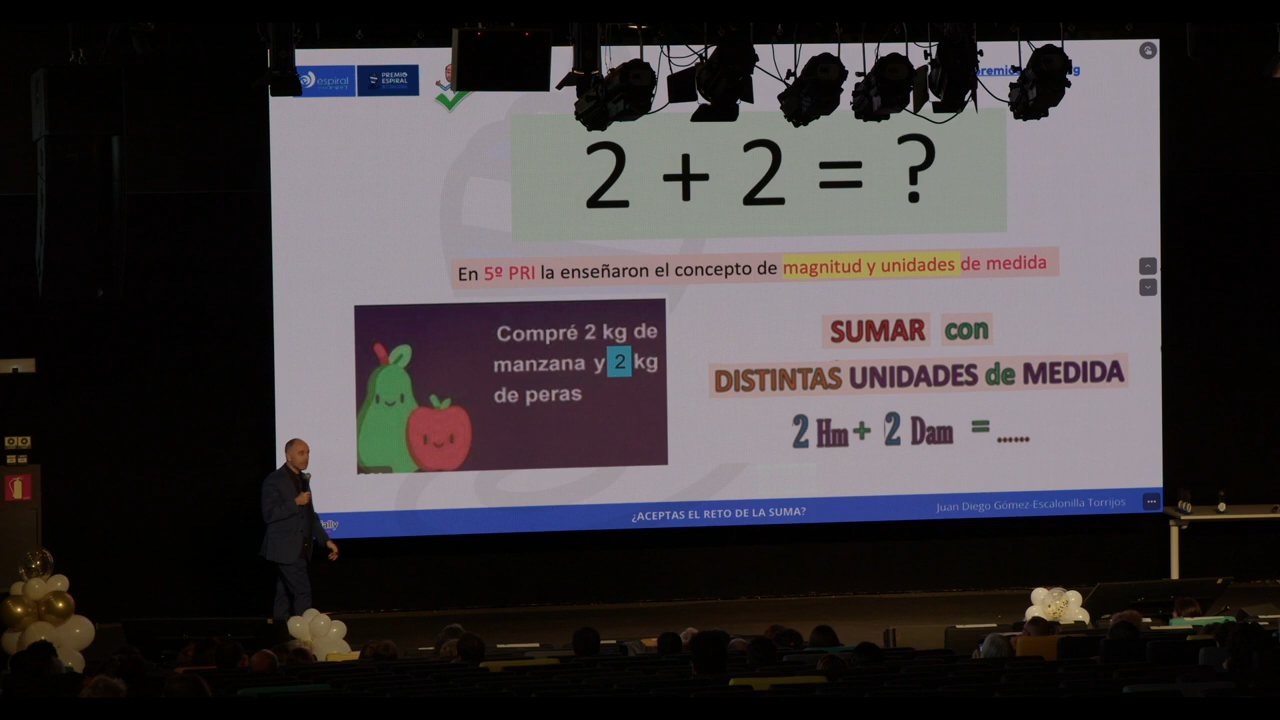 espiral
PREMIO
ESPIRAL
2 + 2 = ?
En 5º PRI la enseñaron el concepto de magnitud y unidades de medida
Compré 2 kg de
manzana y 2 kg
de peras
SUMAR con
DISTINTAS UNIDADES de MEDIDA
2 Hm + 2 Dam = ......
¿ACEPTAS EL RETO DE LA SUMA?
Juan Diego Gómez-Escalonilla Torrijos